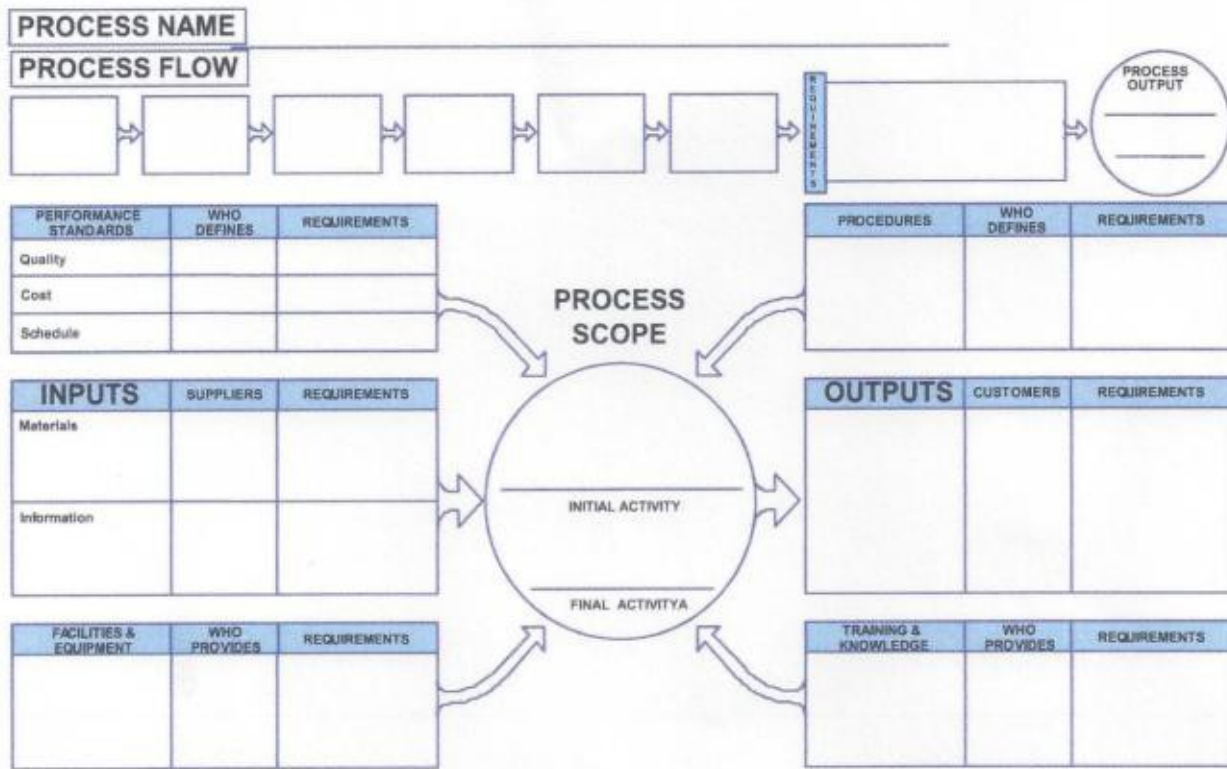 PROCESS NAME
PROCESS FLOW
REQUINEMENTS
PROCESS
OUTPUT
PERFORMANCE
STANDARDS
WHO
DEFINES
REQUIREMENTS
Quality
Cost
Schedule
PROCEDURES
WHO
DEFINES
REQUIREMENTS
PROCESS
SCOPE
INPUTS
SUPPLIERS
REQUIREMENTS
Materials
Information
INITIAL ACTIVITY
FINAL ACTIVITYA
OUTPUTS
CUSTOMERS
REQUIREMENTS
FACILITIES &
EQUIPMENT
WHO
PROVIDES
REQUIREMENTS
TRAINING &
KNOWLEDGE
WHO
PROVIDES
REQUIREMENTS